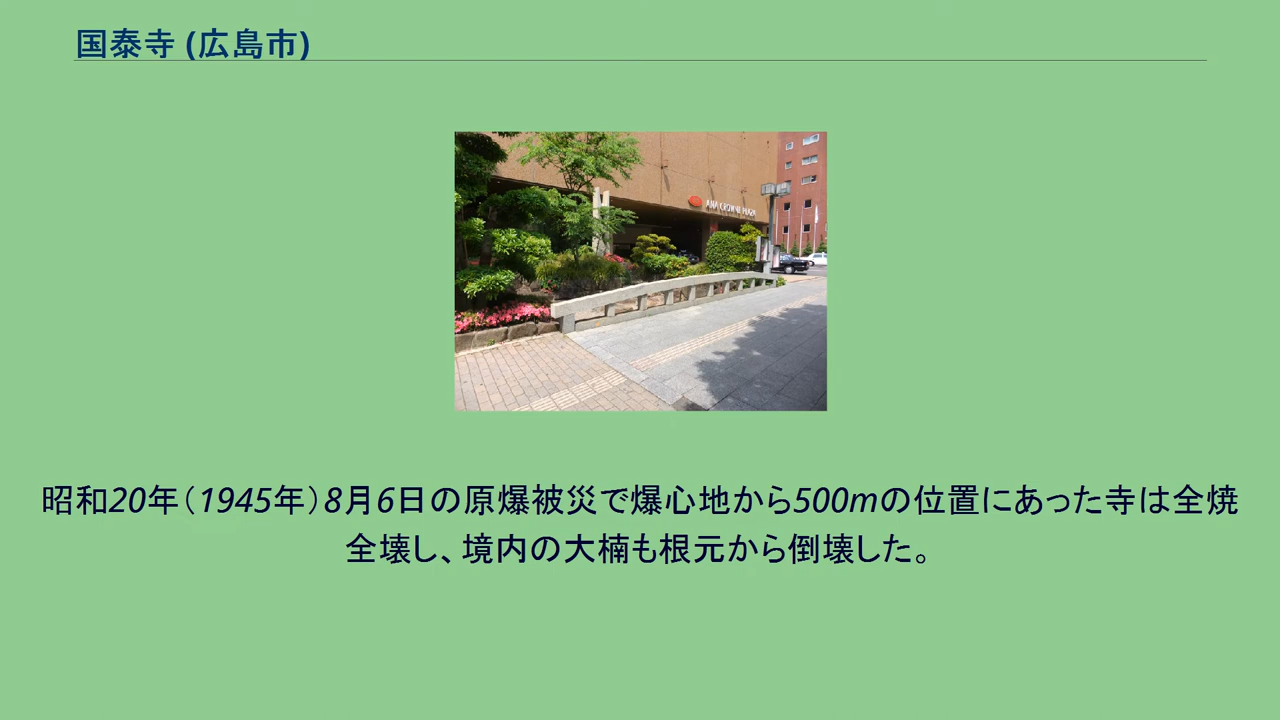 国泰寺 (広島市)
ANA CROWNE PLAZA
昭和20年（1945年）8月6日の原爆被災で爆心地から500mの位置にあった寺は全焼
全壊し、境内の大楠も根元から倒壊した。